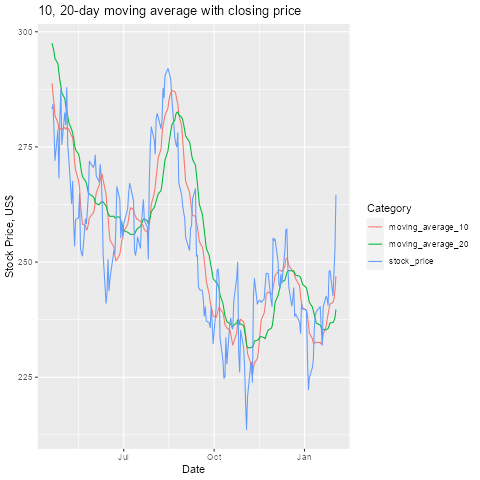 10, 20-day moving average with closing price
300
275
250
225
Stock Price, US$
Jul
Oct
Jan
Date
Category
moving_average_10
moving_average_20
stock_price